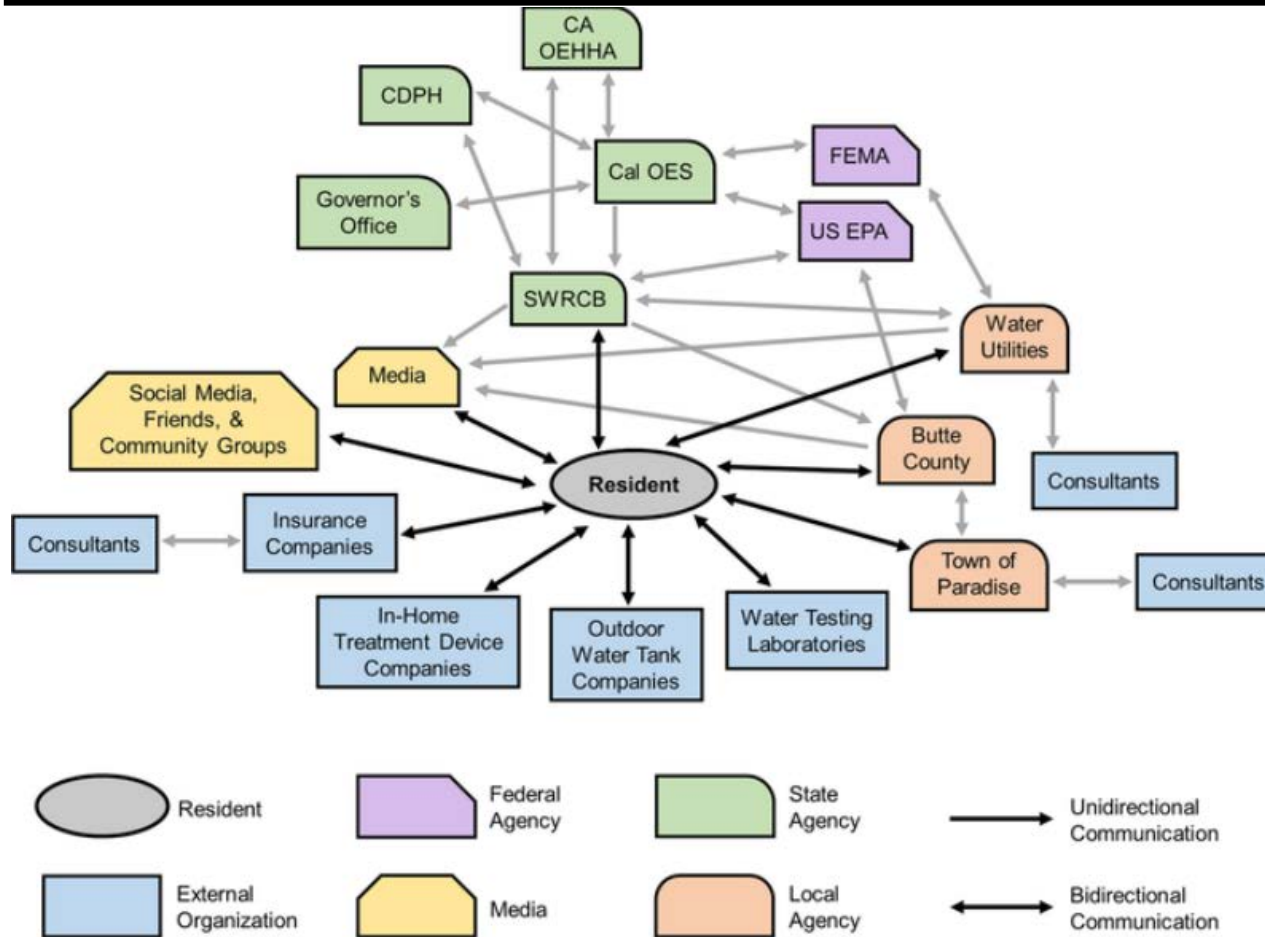 CA
OEHHA
CDPH
Cal OES
FEMA
Governor's
Office
US EPA
SWRCB
Water
Utilities
Media
Social Media,
Friends, &
Community Groups
Butte
County
Resident
Consultants
Insurance
Companies
Consultants
Town of
Paradise
Consultants
In-Home
Treatment Device
Companies
Outdoor
Water Tank
Companies
Water Testing
Laboratories
Resident
Federal
Agency
State
Agency
Unidirectional
Communication
External
Organization
Media
Local
Agency
Bidirectional
Communication